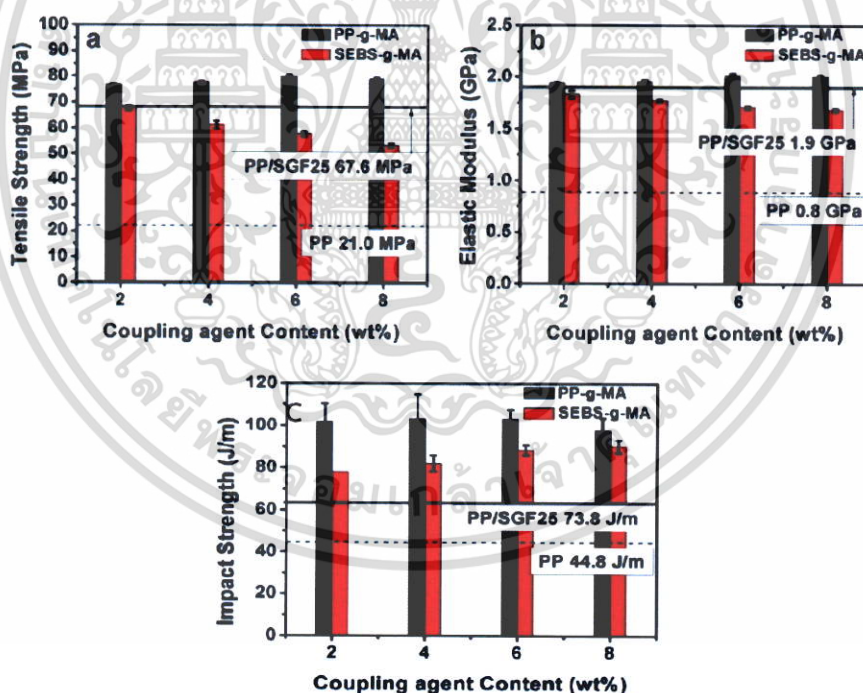 a
PP-g-MA
SEBS-g-MA
100
90
80
70
60
50
40
30
20
10
0
Tensile Strength (MPa)
PP/SGF25 67.6 MPa
PP 21.0 MPa
2 4 6 8
Coupling agent Content (wt%)
b
PP-g-MA
SEBS-g-MA
2.5
2.0
1.5
1.0
0.5
0.0
Elastic Modulus (GPa)
PP/SGF25 1.9 GPa
PP 0.8 GPa
2 4 6 8
Coupling agent Content (wt%)
C
PP-g-MA
SEBS-g-MA
120
100
80
60
40
20
0
Impact Strength (J/m)
PP/SGF25 73.8 J/m
PP 44.8 J/m
2 4 6 8
Coupling agent Content (wt%)